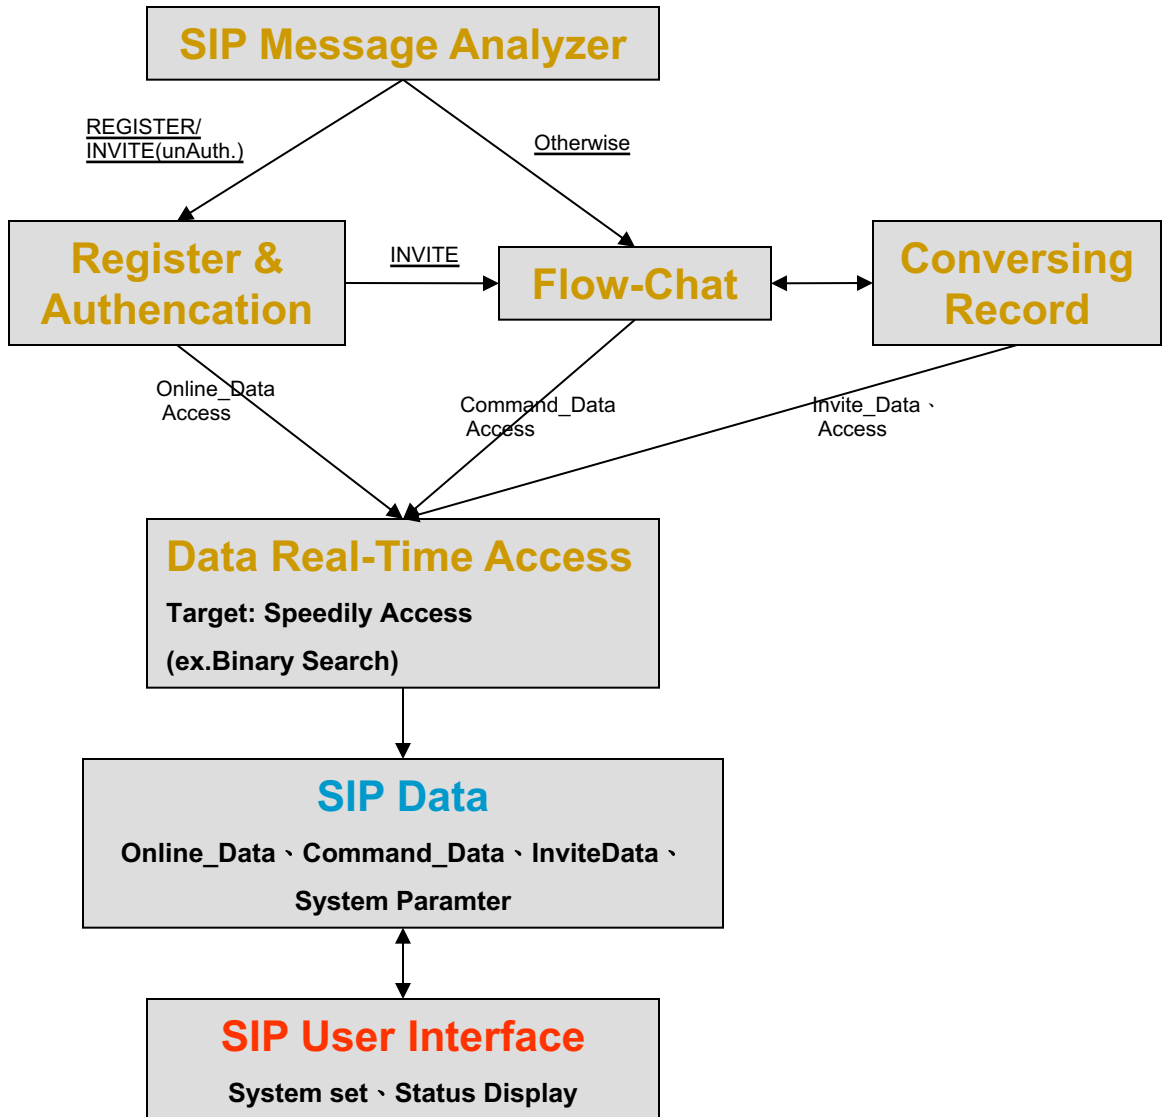 SIP Message Analyzer
REGISTER/
INVITE(unAuth.)
Otherwise
Register &
Authencation
INVITE
Flow-Chat
Conversing
Record
Online_Data
Access
Command_Data
Access
Invite_Data、
Access
Data Real-Time Access
Target: Speedily Access
(ex.Binary Search)
SIP Data
Online_Data、Command_Data、InviteData、
System Paramter
SIP User Interface
System set、Status Display